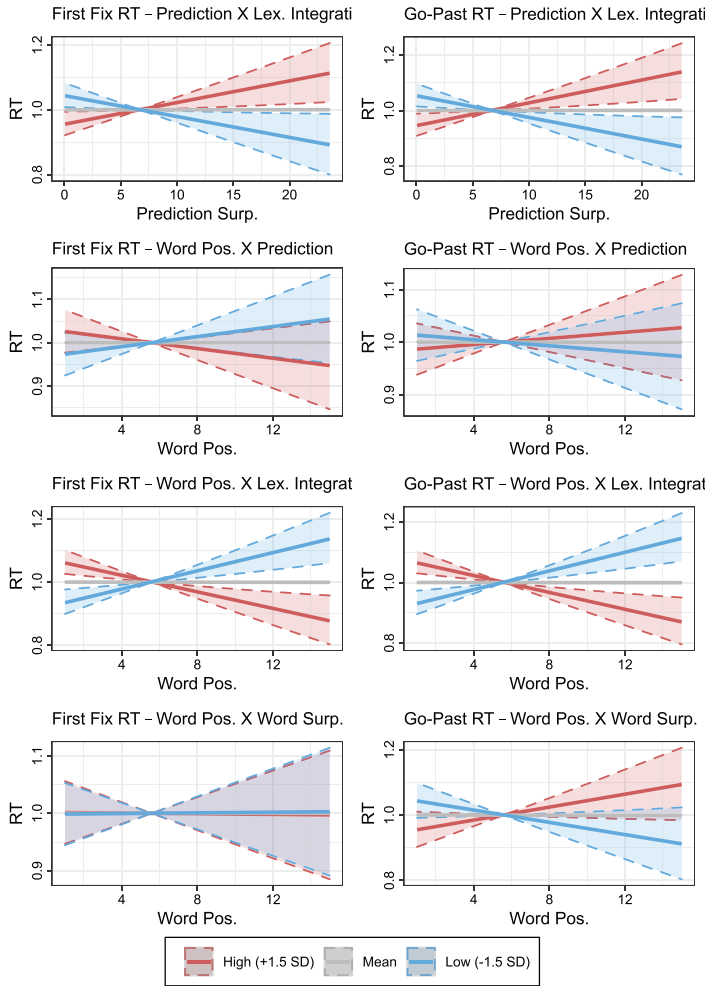 First Fix RT – Prediction X Lex. Integrati
Go-Past RT – Prediction X Lex. Integrati
RT
1.2
1.0
0.8
0 5 10 15 20
Prediction Surp.
RT
1.2
1.0
0.8
0 5 10 15 20
Prediction Surp.
First Fix RT – Word Pos. X Prediction
Go-Past RT – Word Pos. X Prediction
RT
1.1
1.0
0.9
4 8 12
Word Pos.
RT
1.1
1.0
0.9
4 8 12
Word Pos.
First Fix RT – Word Pos. X Lex. Integrat
Go-Past RT – Word Pos. X Lex. Integrat
RT
1.2
1.0
0.8
4 8 12
Word Pos.
RT
1.2
1.0
0.8
4 8 12
Word Pos.
First Fix RT – Word Pos. X Word Surp.
Go-Past RT – Word Pos. X Word Surp.
RT
1.1
1.0
0.9
4 8 12
Word Pos.
RT
1.2
1.0
0.8
4 8 12
Word Pos.
High (+1.5 SD) Mean Low (-1.5 SD)